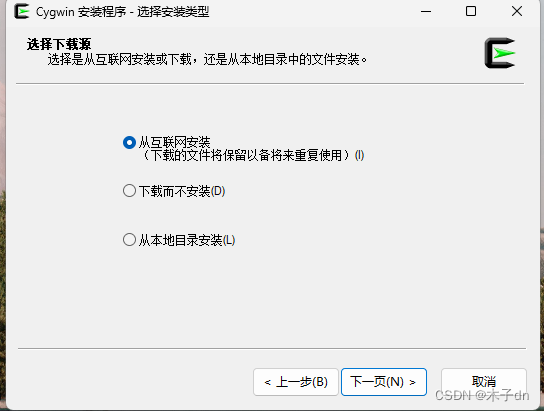 Cygwin 安装程序 - 选择安装类型
选择下载源
选择是从互联网安装或下载，还是从本地目录中的文件安装。
从互联网安装
（下载的文件将保留以备将来重复使用）(I)
下载而不安装(D)
从本地目录安装(L)
< 上一步(B)
下一页(N) >
取消
CSDN @木子dn